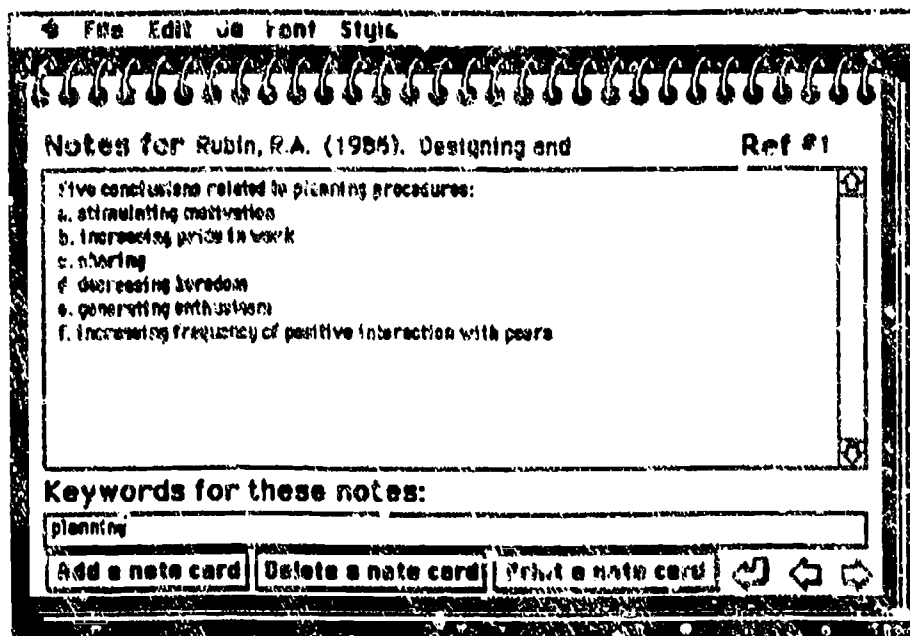 File Edit Go Font Style
Notes for Rubin, R.A. (1986). Designing and
Ref #1
Five conclusions related to planning procedures:
a. stimulating motivation
b. increasing pride in work
c. sharing
d. decreasing boredom
e. generating enthusiasm
f. increasing frequency of positive interaction with peers
Keywords for these notes:
planning
Add a note card Delete a note card Print a note card